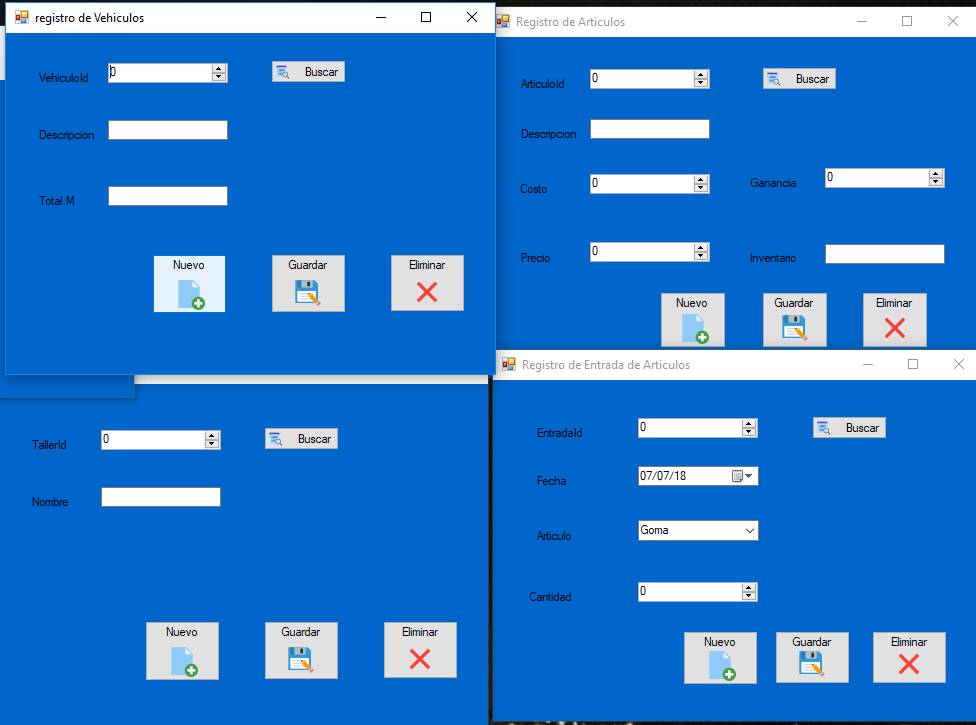 registro de Vehiculos
VehiculoId 0 Buscar
Descripcion
Total.M
Nuevo Guardar Eliminar
Registro de Articulos
ArticuloId 0 Buscar
Descripcion
Costo 0 Ganancia 0
Precio 0 Inventario
Nuevo Guardar Eliminar
TallerId 0 Buscar
Nombre
Nuevo Guardar Eliminar
Registro de Entrada de Articulos
EntradaId 0 Buscar
Fecha 07/07/18
Articulo Goma
Cantidad 0
Nuevo Guardar Eliminar